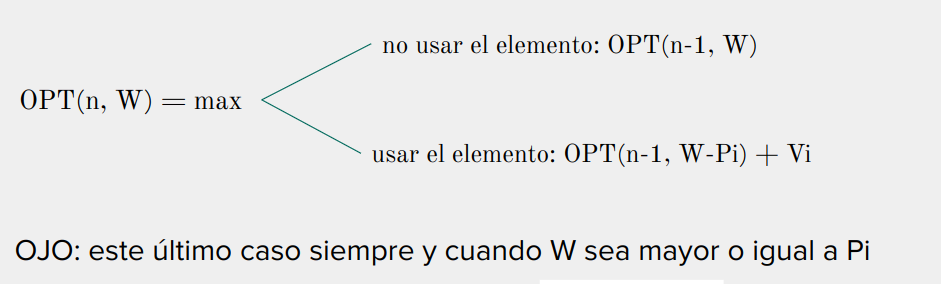 no usar el elemento: OPT(n-1, W)
OPT(n, W) = max
usar el elemento: OPT(n-1, W-Pi) + Vi
OJO: este último caso siempre y cuando W sea mayor o igual a Pi